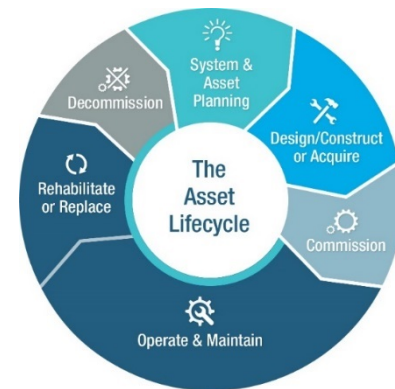 System &
Asset
Planning
Design/Construct
or Acquire
Commission
Operate & Maintain
Rehabilitate
or Replace
Decommission
The
Asset
Lifecycle